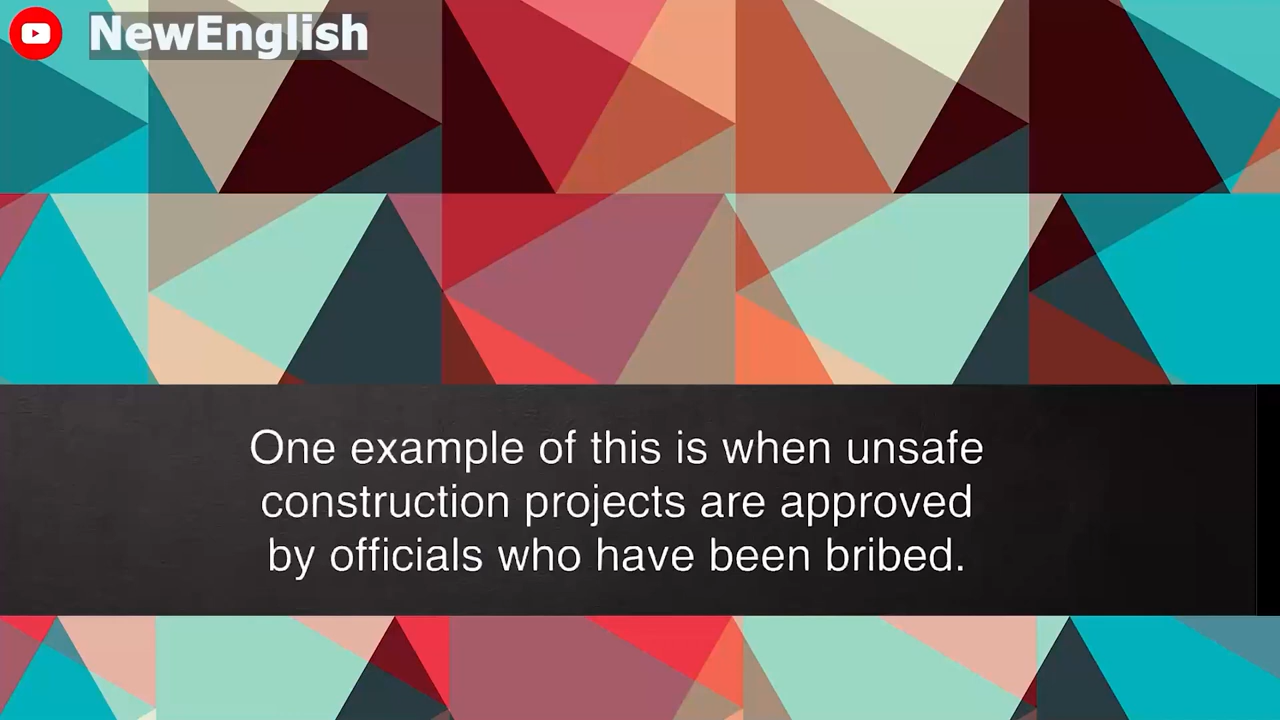 NewEnglish
One example of this is when unsafe
construction projects are approved
by officials who have been bribed.